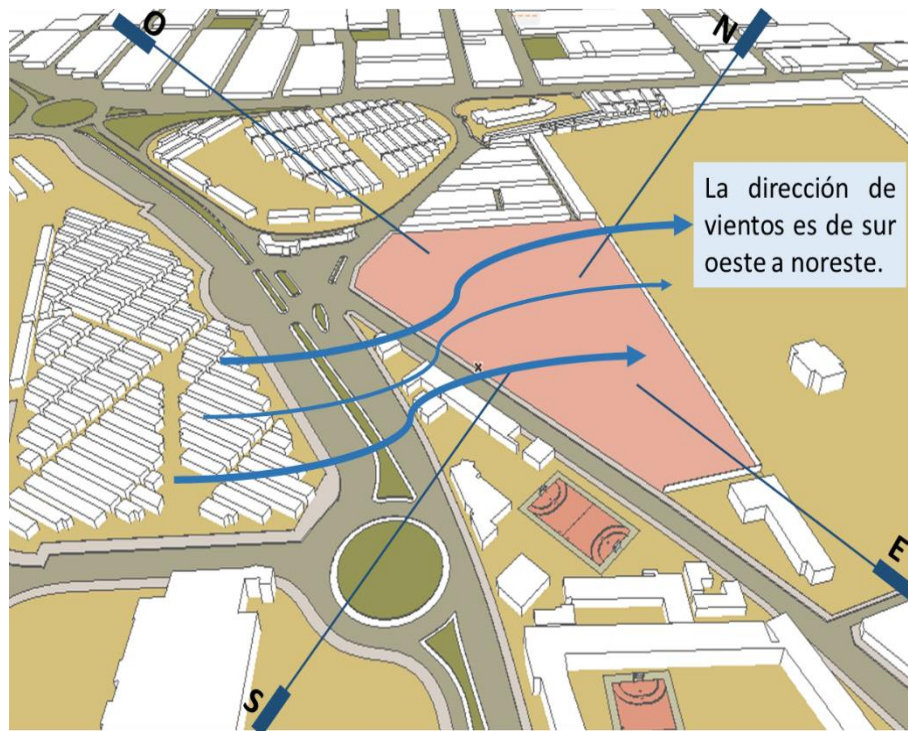 O
N
La dirección de
vientos es de sur
oeste a noreste.
x
E
S